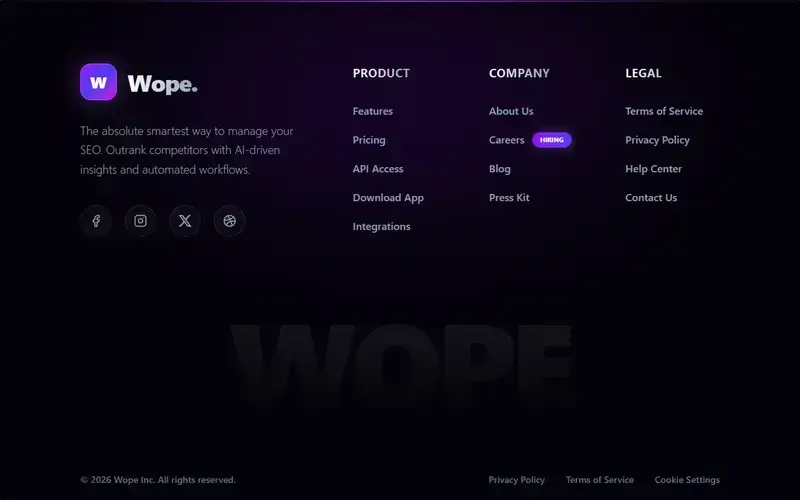 W Wope.
The absolute smartest way to manage your
SEO. Outrank competitors with AI-driven
insights and automated workflows.
PRODUCT
Features
Pricing
API Access
Download App
Integrations
COMPANY
About Us
Careers HIRING
Blog
Press Kit
LEGAL
Terms of Service
Privacy Policy
Help Center
Contact Us
WOPE
© 2026 Wope Inc. All rights reserved.
Privacy Policy Terms of Service Cookie Settings